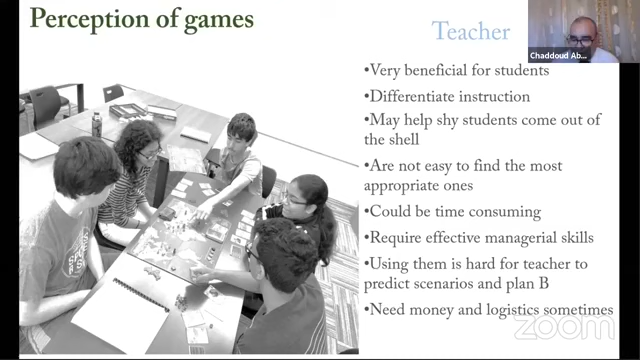 Perception of games
Teacher
Chaddoud Ab...
•Very beneficial for students
•Differentiate instruction
•May help shy students come out of
the shell
•Are not easy to find the most
appropriate ones
•Could be time consuming
•Require effective managerial skills
•Using them is hard for teacher to
predict scenarios and plan B
•Need money and logistics sometimes
zoom